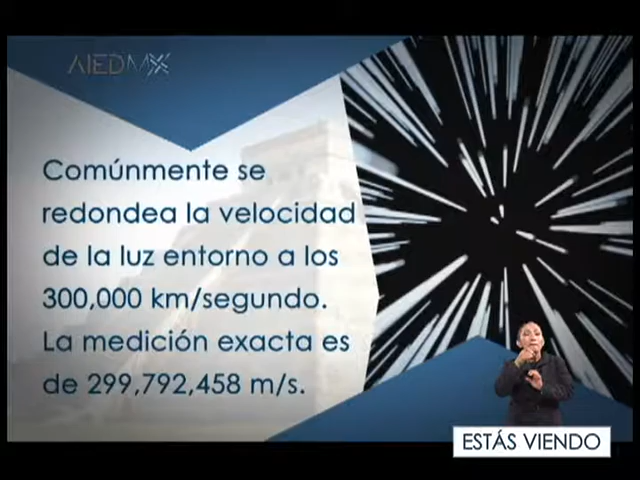 AIEDMX
Comúnmente se
redondea la velocidad
de la luz entorno a los
300,000 km/segundo.
La medición exacta es
de 299,792,458 m/s.
ESTÁS VIENDO